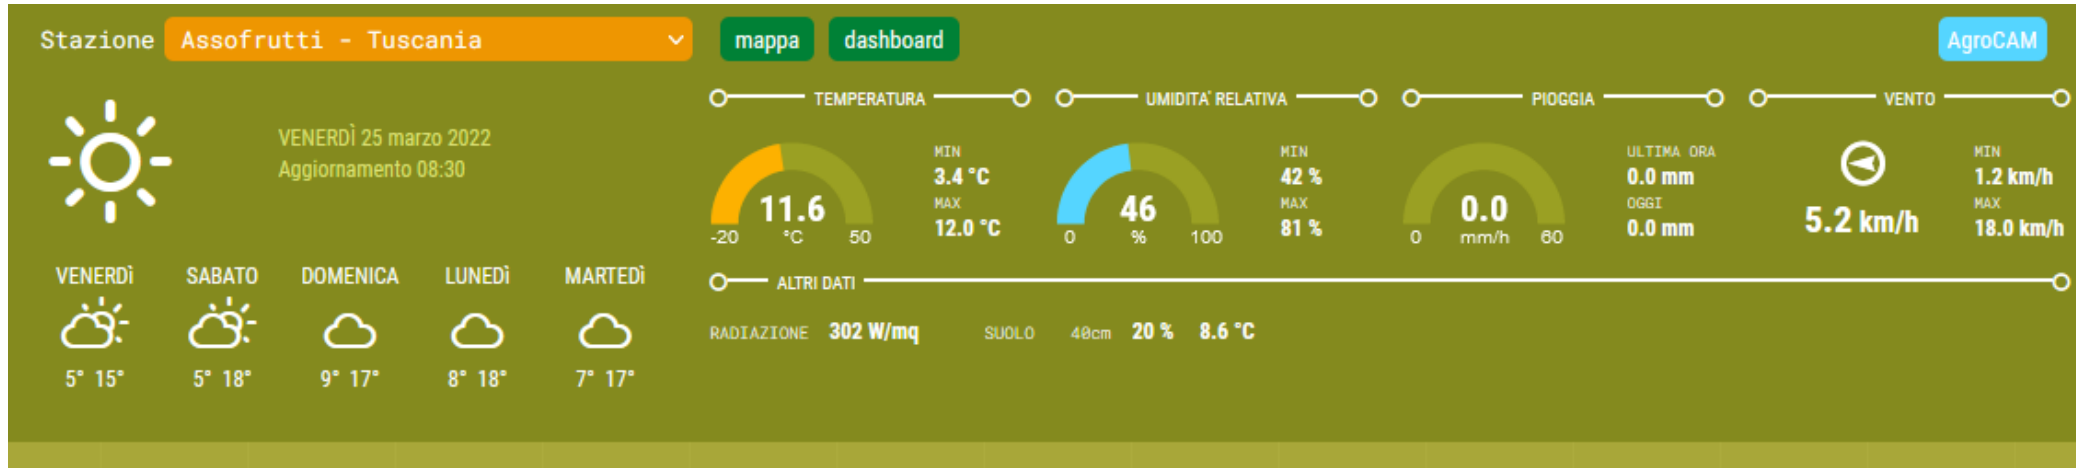 Stazione Assofrutti - Tuscania mappa dashboard AgroCAM
VENERDÌ 25 marzo 2022
Aggiornamento 08:30
VENERDÌ SABATO DOMENICA LUNEDÌ MARTEDÌ
5° 15° 5° 18° 9° 17° 8° 18° 7° 17°
TEMPERATURA
11.6
-20 °C 50
MIN
3.4 °C
MAX
12.0 °C
UMIDITA' RELATIVA
46
0 % 100
MIN
42 %
MAX
81 %
PIOGGIA
0.0
0 mm/h 60
ULTIMA ORA
0.0 mm
OGGI
0.0 mm
VENTO
5.2 km/h
MIN
1.2 km/h
MAX
18.0 km/h
ALTRI DATI
RADIAZIONE 302 W/mq SUOLO 40cm 20 % 8.6 °C